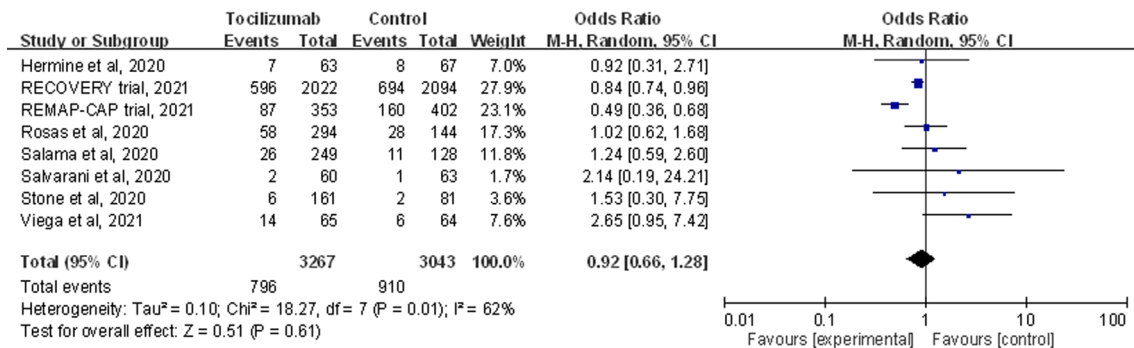 Tocilizumab Control Odds Ratio Odds Ratio
Study or Subgroup Events Total Events Total Weight M-H, Random, 95% CI M-H, Random, 95% CI
Hermine et al, 2020 7 63 8 67 7.0% 0.92 [0.31, 2.71]
RECOVERY trial, 2021 596 2022 694 2094 27.9% 0.84 [0.74, 0.96]
REMAP-CAP trial, 2021 87 353 160 402 23.1% 0.49 [0.36, 0.68]
Rosas et al, 2020 58 294 28 144 17.3% 1.02 [0.62, 1.68]
Salama et al, 2020 26 249 11 128 11.8% 1.24 [0.59, 2.60]
Salvarani et al, 2020 2 60 1 63 1.7% 2.14 [0.19, 24.21]
Stone et al, 2020 6 161 2 81 3.6% 1.53 [0.30, 7.75]
Viega et al, 2021 14 65 6 64 7.6% 2.65 [0.95, 7.42]
Total (95% CI) 3267 3043 100.0% 0.92 [0.66, 1.28]
Total events 796 910
Heterogeneity: Tau² = 0.10; Chi² = 18.27, df = 7 (P = 0.01); I² = 62%
Test for overall effect: Z = 0.51 (P = 0.61)
0.01 0.1 1 10 100
Favours [experimental] Favours [control]